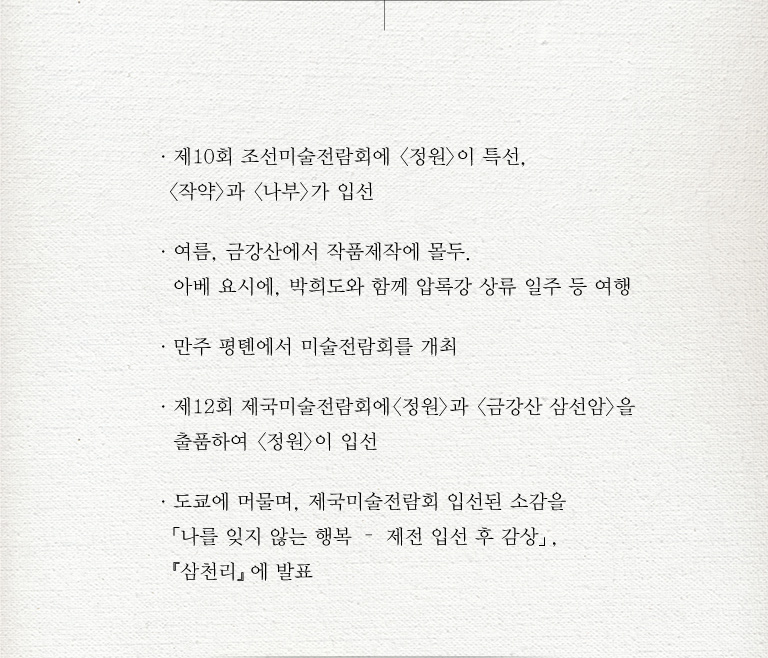 · 제10회 조선미술전람회에 〈정원〉이 특선,
〈작약〉과 〈나부〉가 입선
· 여름, 금강산에서 작품제작에 몰두.
아베 요시에, 박희도와 함께 압록강 상류 일주 등 여행
· 만주 펑톈에서 미술전람회를 개최
· 제12회 제국미술전람회에〈정원〉과 〈금강산 삼선암〉을
출품하여 〈정원〉이 입선
· 도쿄에 머물며, 제국미술전람회 입선된 소감을
「나를 잊지 않는 행복 - 제전 입선 후 감상」,
『삼천리』에 발표